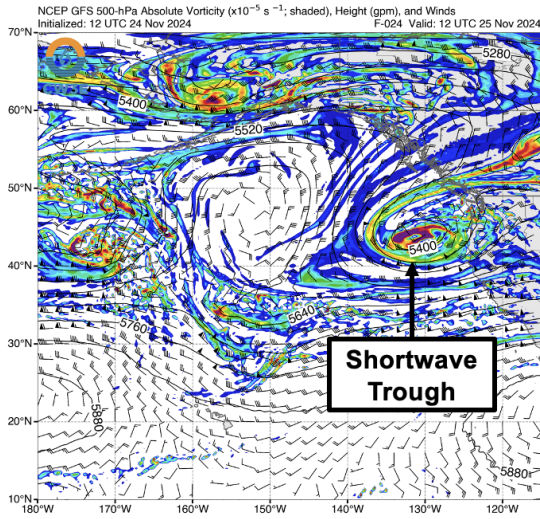 NCEP GFS 500-hPa Absolute Vorticity (x10⁻⁵ s ⁻¹; shaded), Height (gpm), and Winds
Initialized: 12 UTC 24 Nov 2024 F-024 Valid: 12 UTC 25 Nov 2024
70°N
5280
60°N
5400
5520
50°N
5400
40°N
5760
5640
30°N
Shortwave
Trough
20°N
5880
5880
10°N
180°W 170°W 160°W 150°W 140°W 130°W 120°W